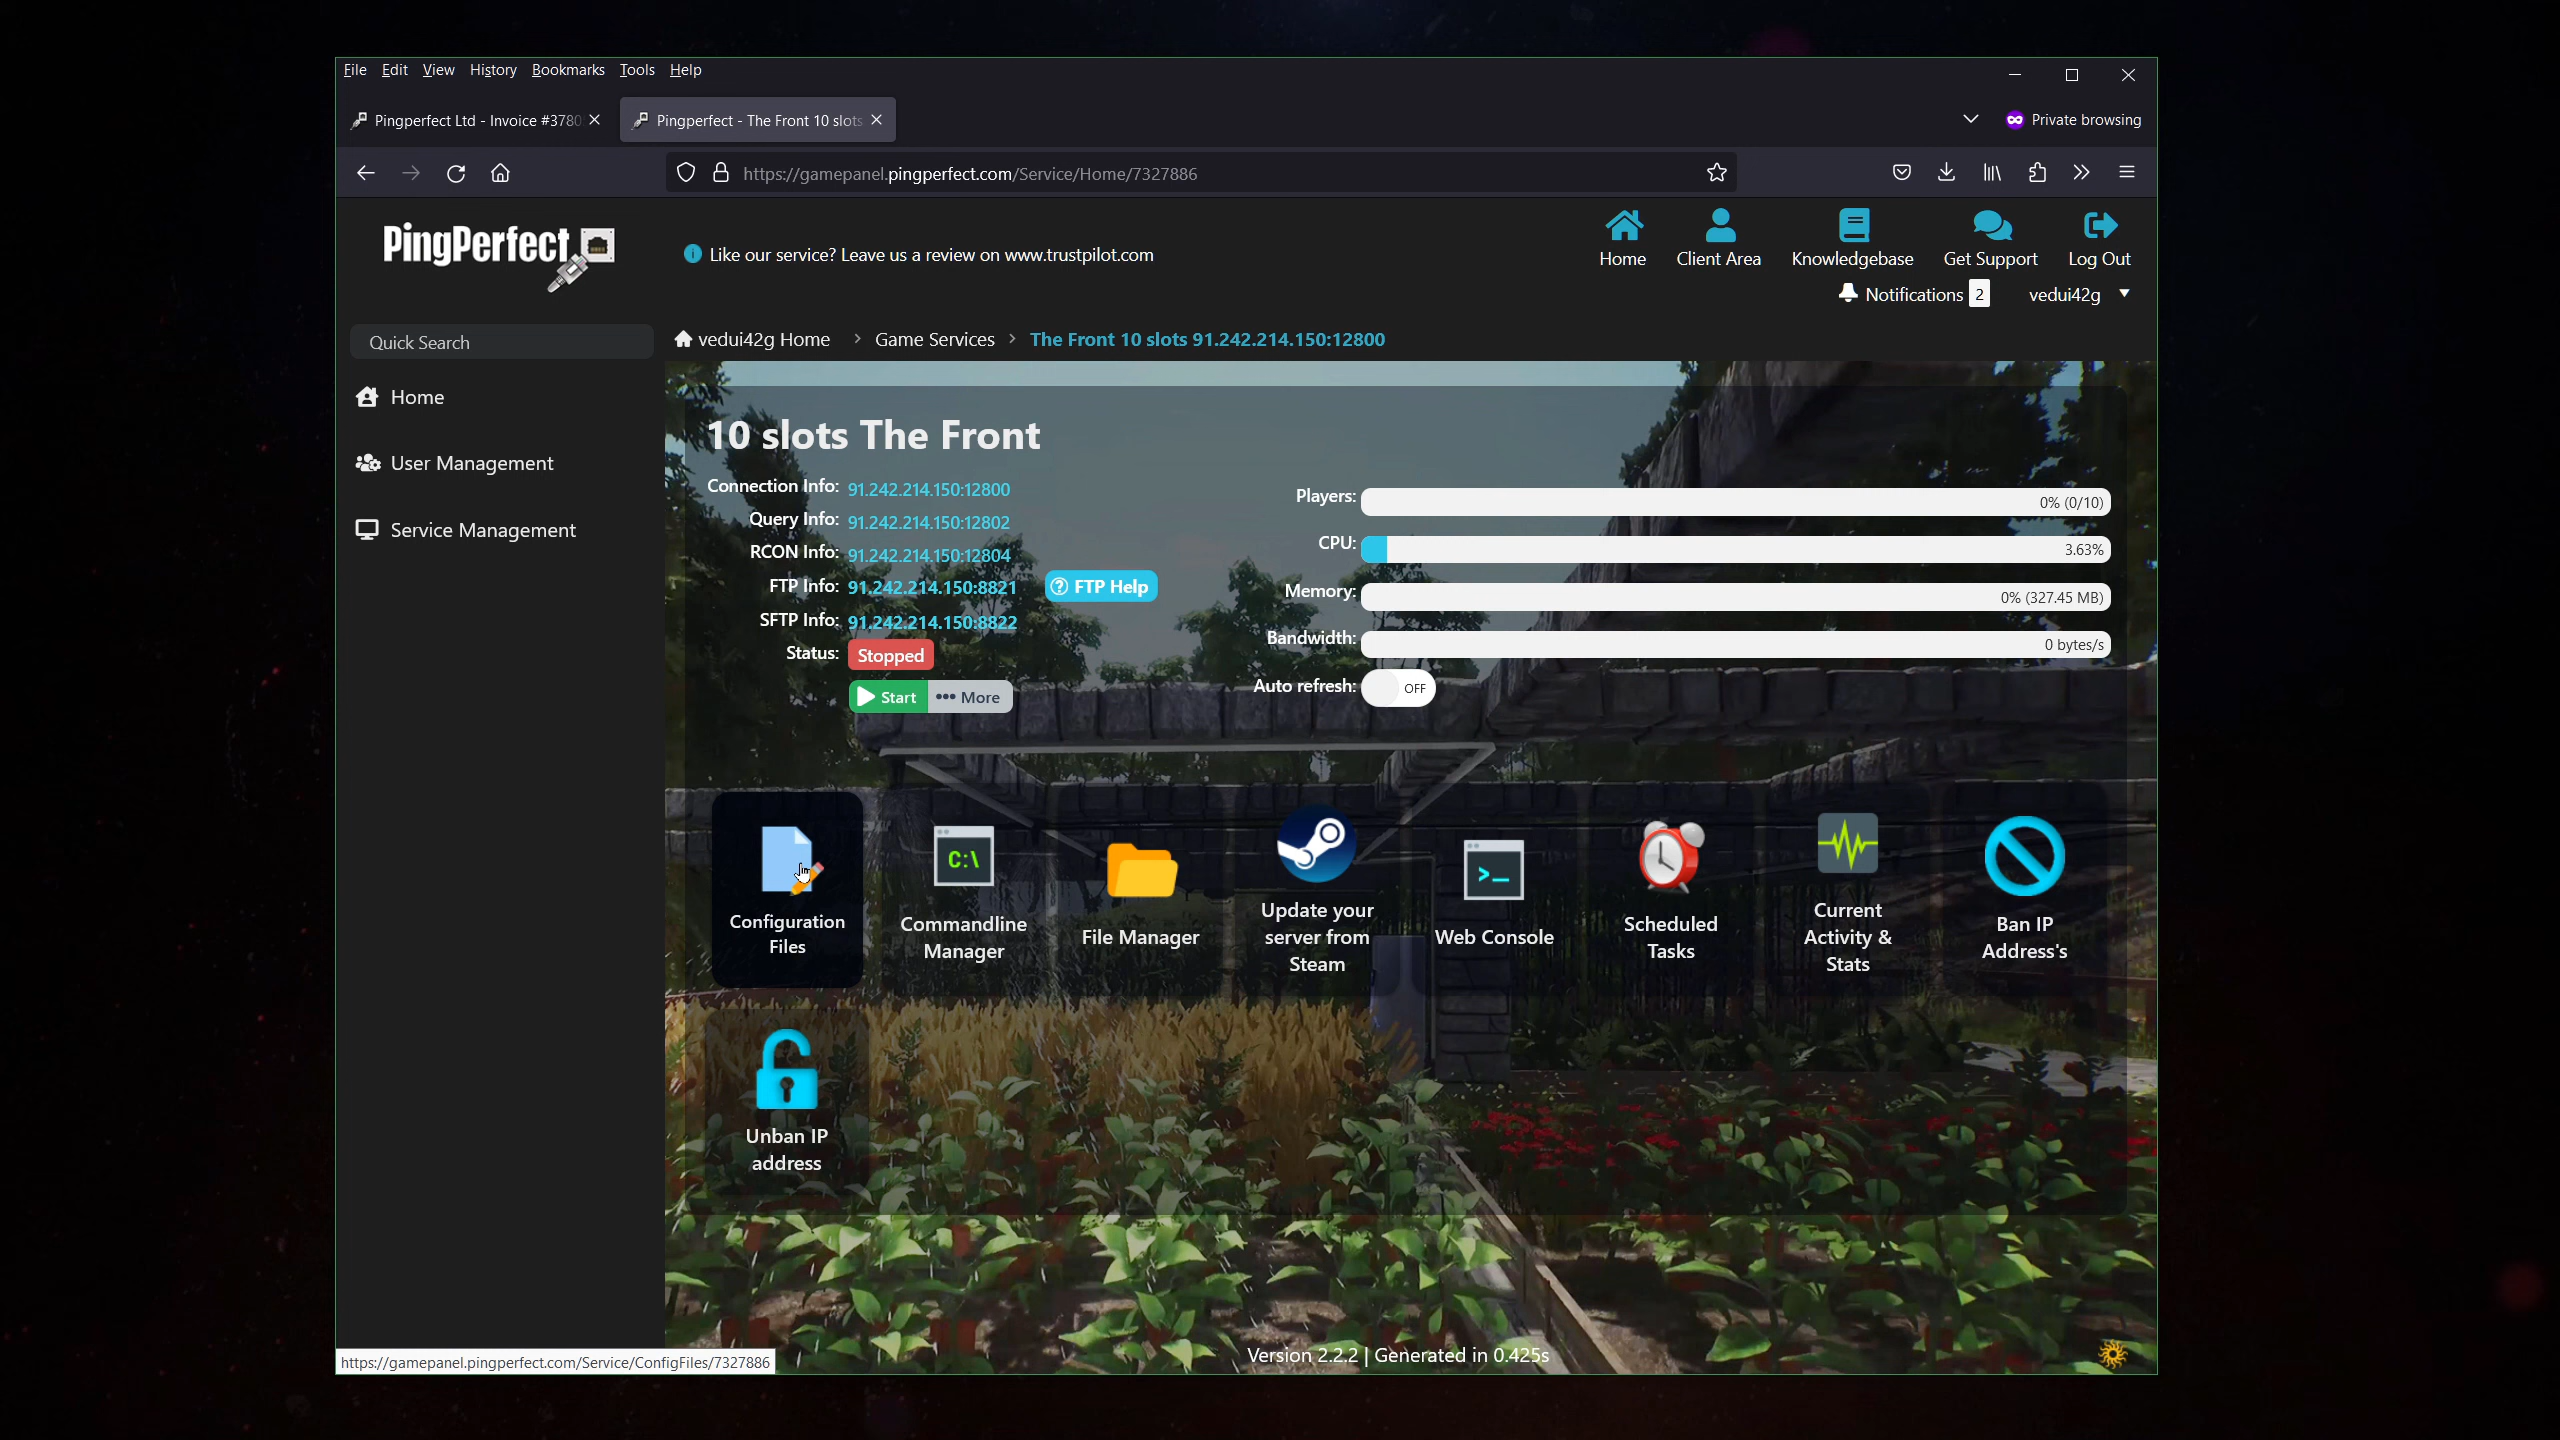 File Edit View History Bookmarks Tools Help
Pingperfect Ltd - Invoice #3780
Pingperfect - The Front 10 slots
Private browsing
https://gamepanel.pingperfect.com/Service/Home/7327886
PingPerfect
Like our service? Leave us a review on www.trustpilot.com
Home Client Area Knowledgebase Get Support Log Out
Notifications 2 vedui42g
Quick Search
vedui42g Home > Game Services > The Front 10 slots 91.242.214.150:12800
Home
User Management
Service Management
10 slots The Front
Connection Info: 91.242.214.150:12800
Query Info: 91.242.214.150:12802
RCON Info: 91.242.214.150:12804
FTP Info: 91.242.214.150:8821 FTP Help
SFTP Info: 91.242.214.150:8822
Status: Stopped
Start More
Players: 0% (0/10)
CPU: 3.63%
Memory: 0% (327.45 MB)
Bandwidth: 0 bytes/s
Auto refresh: OFF
Configuration
Files
C:\
Commandline
Manager
File Manager
Update your
server from
Steam
>_
Web Console
Scheduled
Tasks
Current
Activity &
Stats
Ban IP
Address's
Unban IP
address
https://gamepanel.pingperfect.com/Service/ConfigFiles/7327886
Version 2.2.2 | Generated in 0.425s